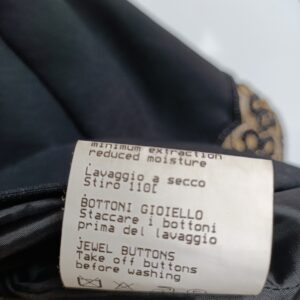 minimum extraction
reduced moisture
.
Lavaggio a secco
Stiro 110C
.
BOTTONI GIOIELLO
Staccare i bottoni
prima del lavaggio
.
JEWEL BUTTONS
Take off buttons
before washing